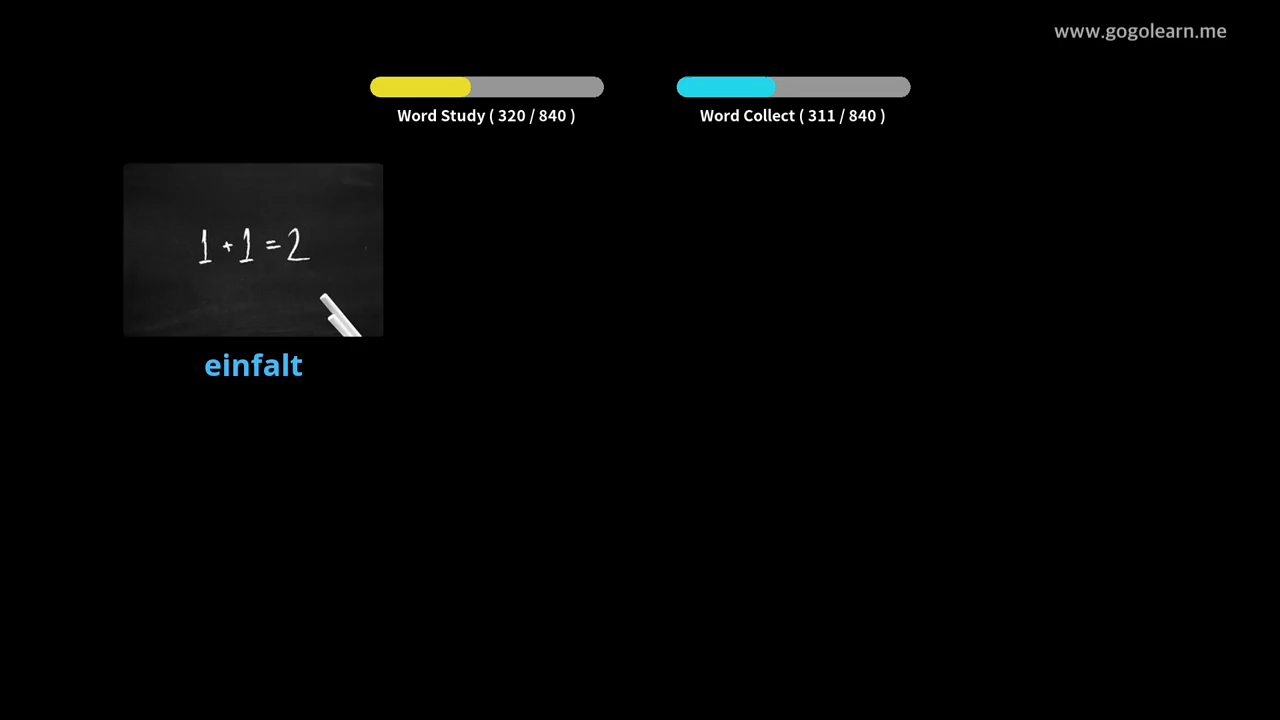 www.gogolearn.me
Word Study ( 320 / 840 )
Word Collect ( 311 / 840 )
1 + 1 = 2
einfalt